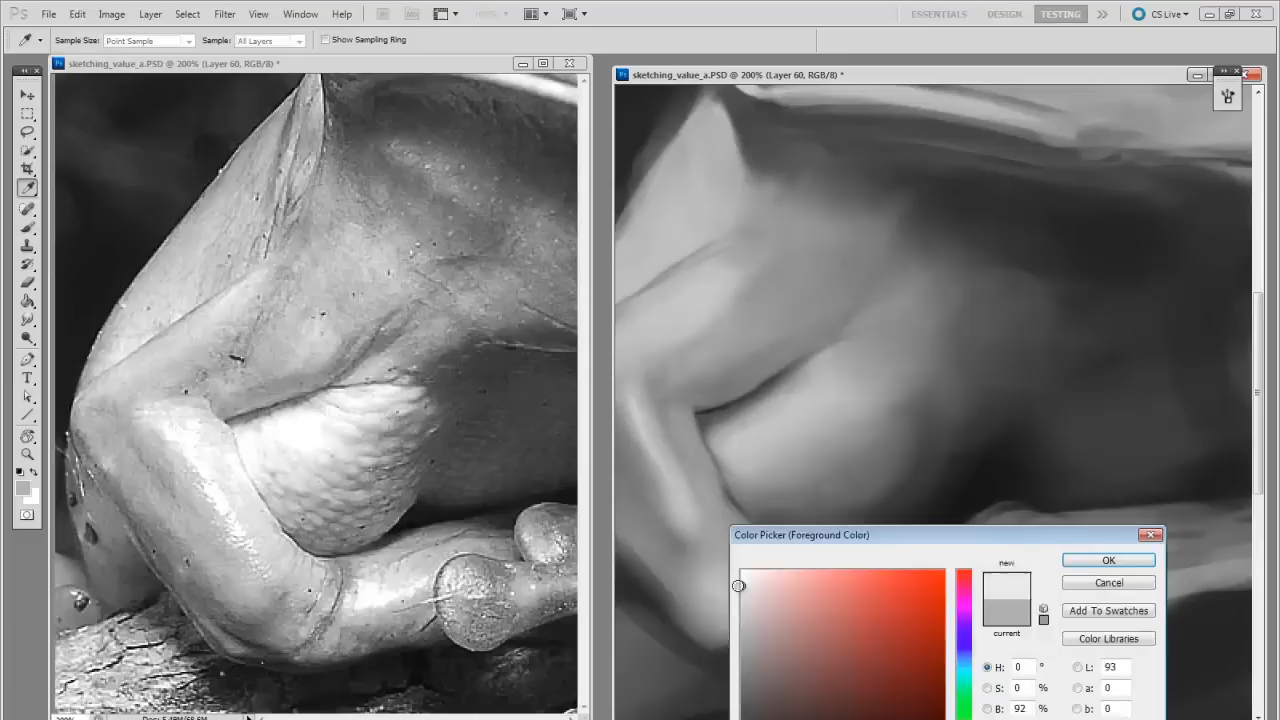 Ps File Edit Image Layer Select Filter View Window Help ESSENTIALS DESIGN TESTING CS Live
Sample Size: Point Sample Sample: All Layers Show Sampling Ring
sketching_value_a.PSD @ 200% (Layer 60, RGB/8) *
sketching_value_a.PSD @ 200% (Layer 60, RGB/8) *
Color Picker (Foreground Color)
new
OK
Cancel
Add To Swatches
current
Color Libraries
H: 0 ° L: 93
S: 0 % a: 0
B: 92 % b: 0